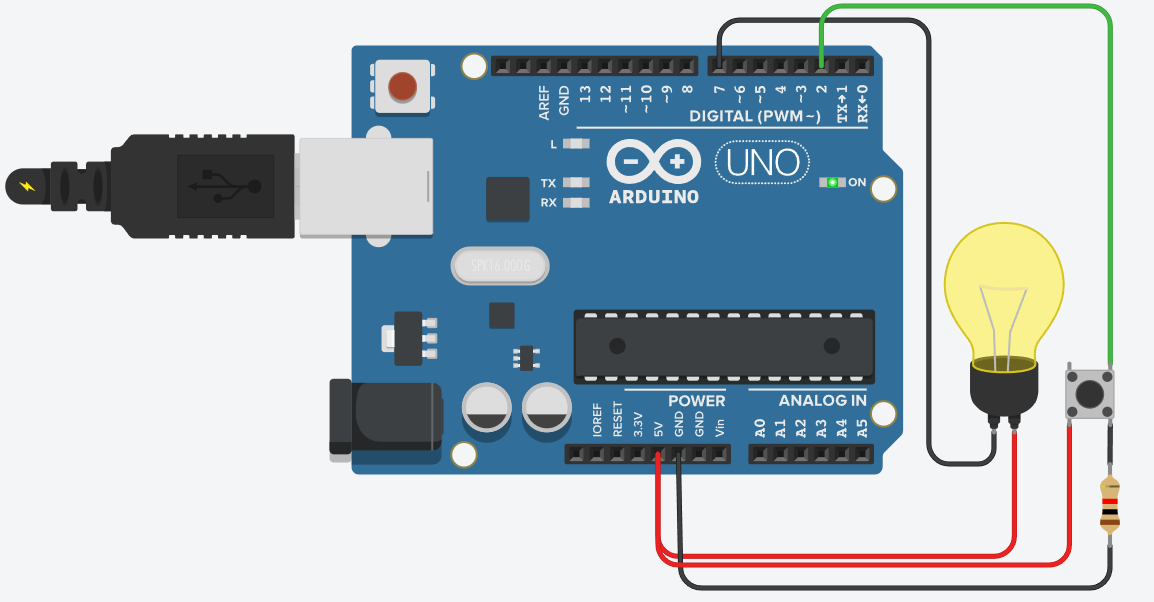 AREF
GND
13
12
~11
~10
~9
8
7
~6
~5
4
~3
2
TX→1
RX←0
DIGITAL (PWM~)
L
TX
RX
UNO
ARDUINO
ON
SPK16.000G
POWER
ANALOG IN
IOREF
RESET
3.3V
5V
GND
GND
Vin
A0
A1
A2
A3
A4
A5